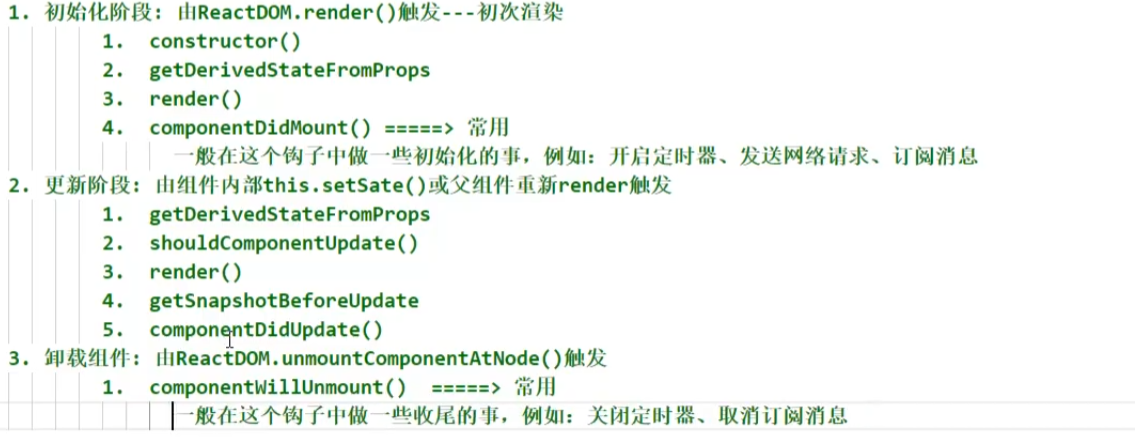 1. 初始化阶段: 由ReactDOM.render()触发---初次渲染
1. constructor()
2. getDerivedStateFromProps
3. render()
4. componentDidMount() =====> 常用
一般在这个钩子中做一些初始化的事，例如：开启定时器、发送网络请求、订阅消息
2. 更新阶段: 由组件内部this.setSate()或父组件重新render触发
1. getDerivedStateFromProps
2. shouldComponentUpdate()
3. render()
4. getSnapshotBeforeUpdate
5. componentDidUpdate()
3. 卸载组件: 由ReactDOM.unmountComponentAtNode()触发
1. componentWillUnmount() =====> 常用
一般在这个钩子中做一些收尾的事，例如：关闭定时器、取消订阅消息